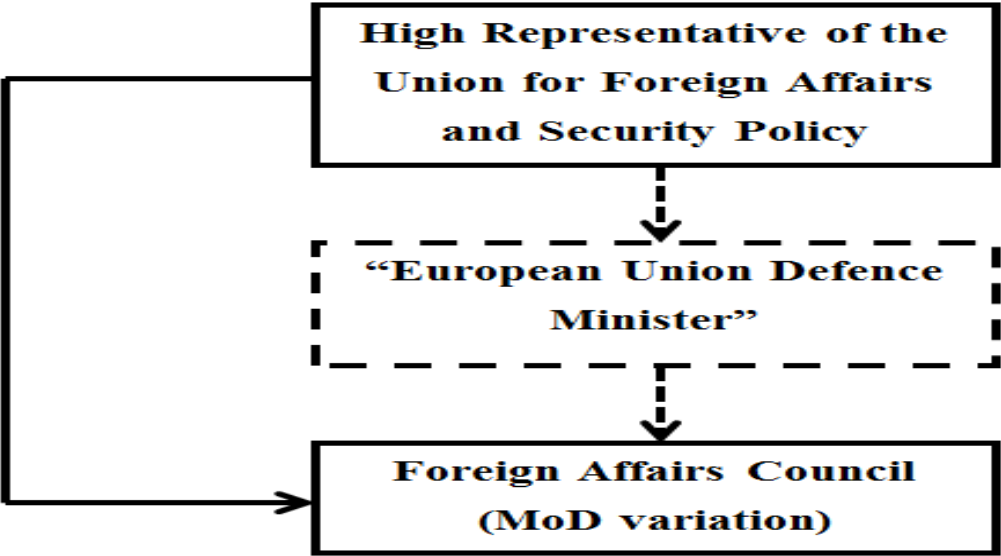 High Representative of the
Union for Foreign Affairs
and Security Policy
“European Union Defence
Minister”
Foreign Affairs Council
(MoD variation)